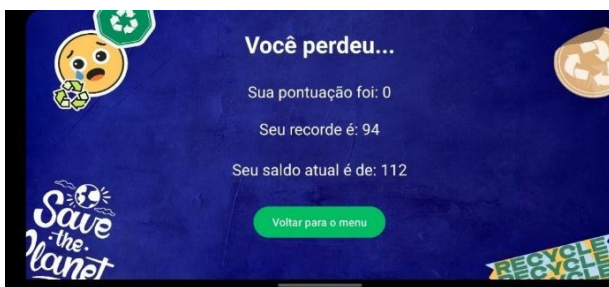 Você perdeu...
Sua pontuação foi: 0
Seu recorde é: 94
Seu saldo atual é de: 112
Voltar para o menu
Save
the
Planet
RECYCLE
RECYCLE